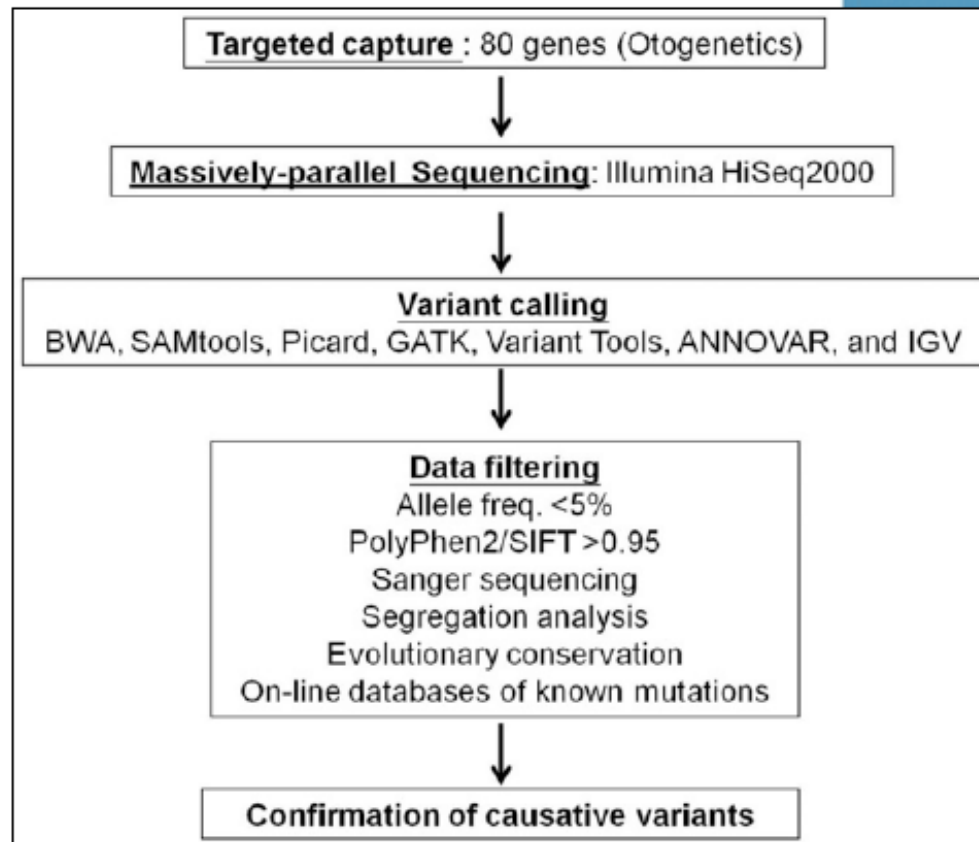 Targeted capture : 80 genes (Otogenetics)
Massively-parallel Sequencing: Illumina HiSeq2000
Variant calling
BWA, SAMtools, Picard, GATK, Variant Tools, ANNOVAR, and IGV
Data filtering
Allele freq. <5%
PolyPhen2/SIFT >0.95
Sanger sequencing
Segregation analysis
Evolutionary conservation
On-line databases of known mutations
Confirmation of causative variants